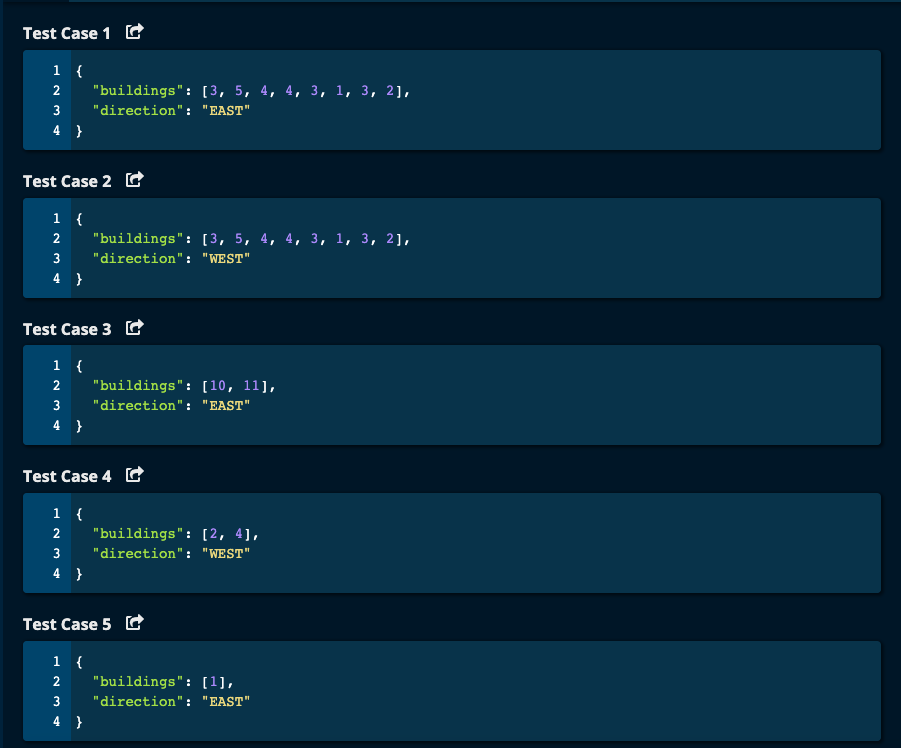 Test Case 1
1 {
2 "buildings": [3, 5, 4, 4, 3, 1, 3, 2],
3 "direction": "EAST"
4 }
Test Case 2
1 {
2 "buildings": [3, 5, 4, 4, 3, 1, 3, 2],
3 "direction": "WEST"
4 }
Test Case 3
1 {
2 "buildings": [10, 11],
3 "direction": "EAST"
4 }
Test Case 4
1 {
2 "buildings": [2, 4],
3 "direction": "WEST"
4 }
Test Case 5
1 {
2 "buildings": [1],
3 "direction": "EAST"
4 }